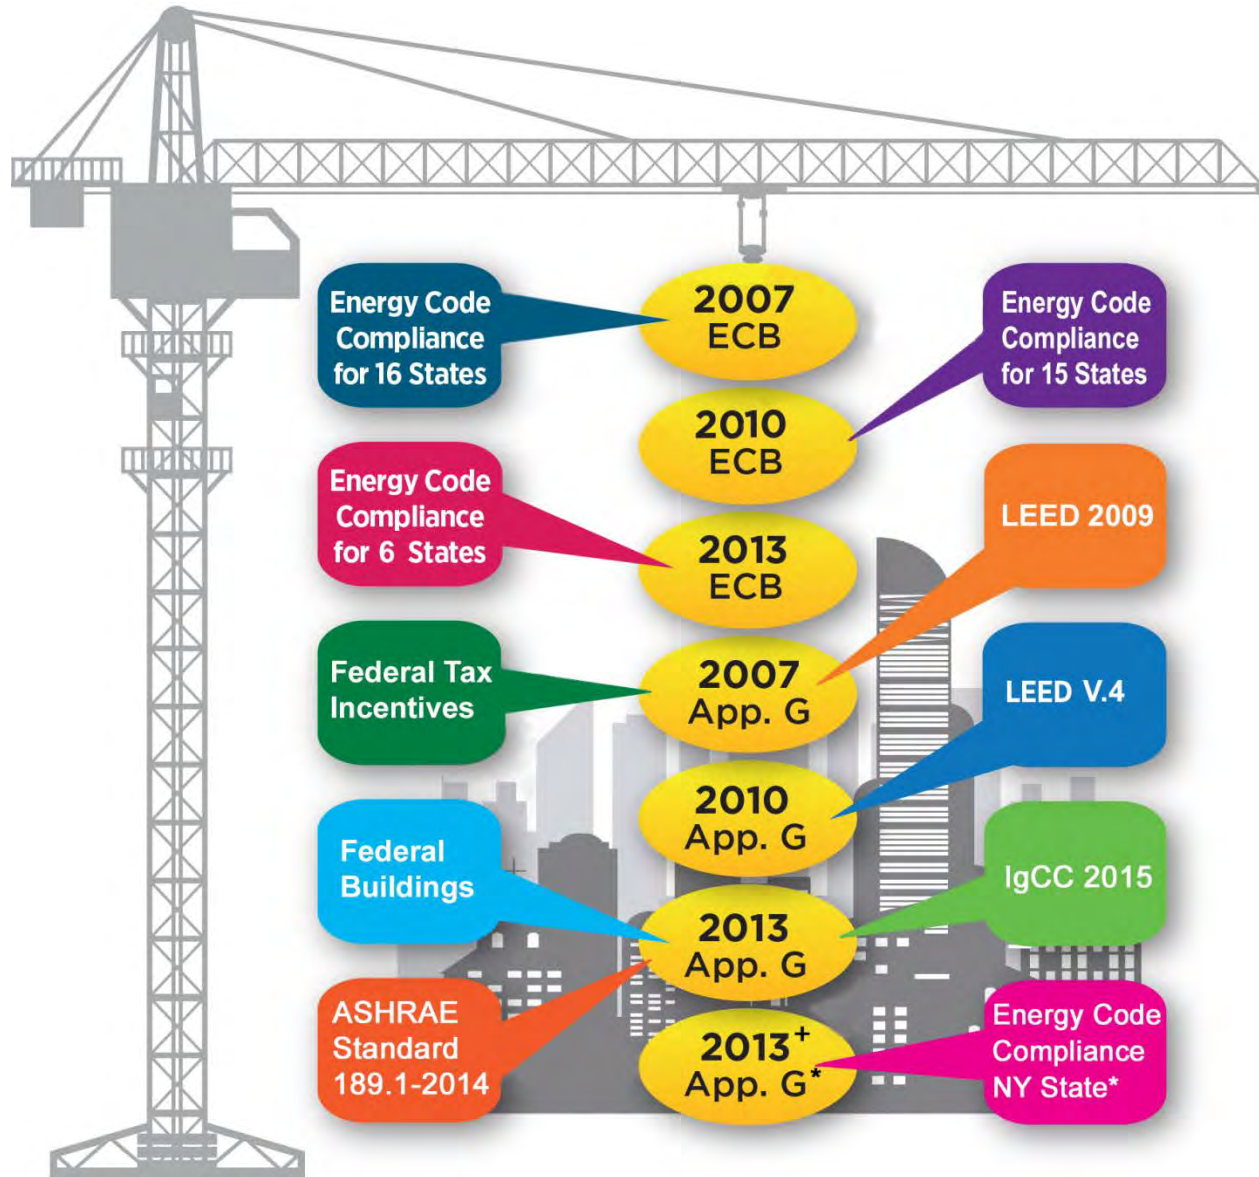 Energy Code
Compliance
for 16 States
2007
ECB
Energy Code
Compliance
for 15 States
2010
ECB
Energy Code
Compliance
for 6 States
2013
ECB
LEED 2009
Federal Tax
Incentives
2007
App. G
LEED V.4
2010
App. G
Federal
Buildings
2013
App. G
IgCC 2015
ASHRAE
Standard
189.1-2014
2013+
App. G*
Energy Code
Compliance
NY State*